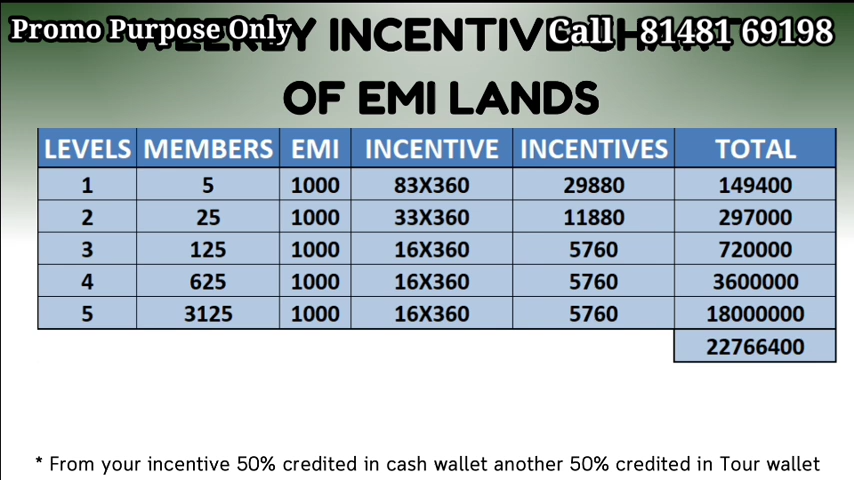 Promo Purpose Only
Call 81481 69198
WEEKLY INCENTIVE CHART
OF EMI LANDS
LEVELS MEMBERS EMI INCENTIVE INCENTIVES TOTAL
1 5 1000 83X360 29880 149400
2 25 1000 33X360 11880 297000
3 125 1000 16X360 5760 720000
4 625 1000 16X360 5760 3600000
5 3125 1000 16X360 5760 18000000
22766400
* From your incentive 50% credited in cash wallet another 50% credited in Tour wallet